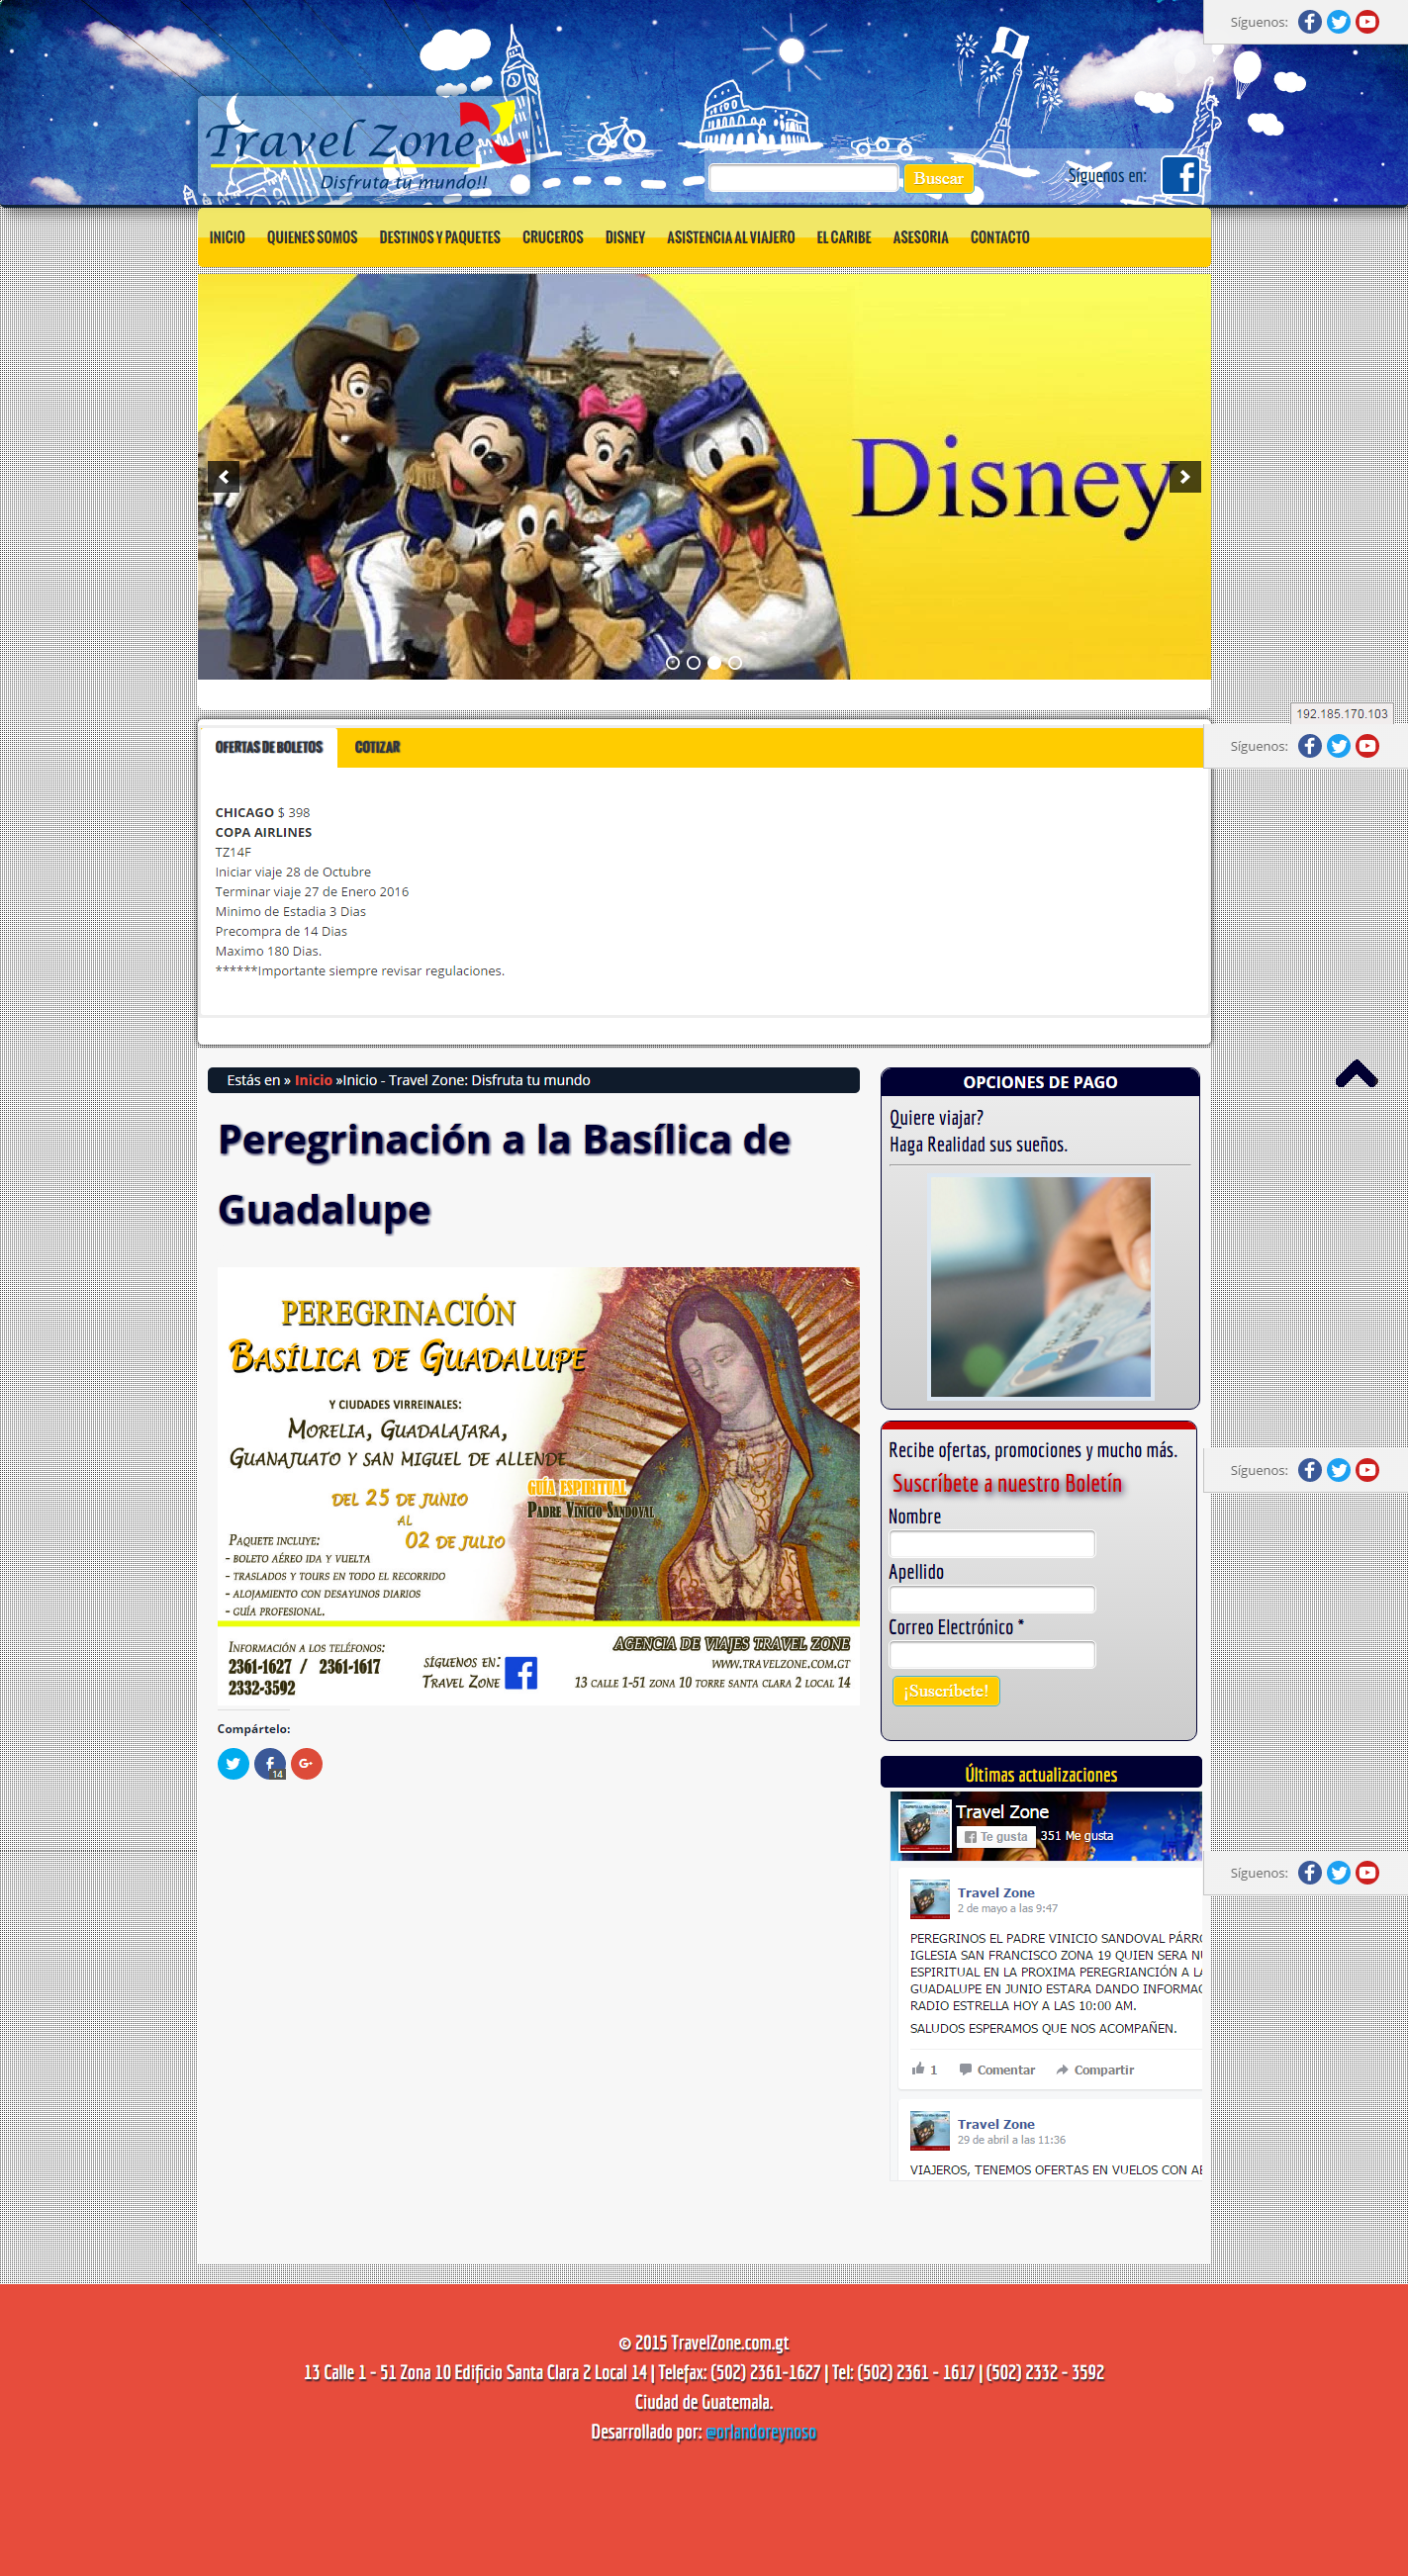 Síguenos:
Travel Zone
Disfruta tu mundo!!
Buscar
Síguenos en:
INICIO QUIENES SOMOS DESTINOS Y PAQUETES CRUCEROS DISNEY ASISTENCIA AL VIAJERO EL CARIBE ASESORIA CONTACTO
Disney
192.185.170.103
Síguenos:
OFERTAS DE BOLETOS COTIZAR
CHICAGO $ 398
COPA AIRLINES
TZ14F
Iniciar viaje 28 de Octubre
Terminar viaje 27 de Enero 2016
Minimo de Estadia 3 Dias
Precompra de 14 Dias
Maximo 180 Dias.
******Importante siempre revisar regulaciones.
Estás en » Inicio »Inicio - Travel Zone: Disfruta tu mundo
Peregrinación a la Basílica de
Guadalupe
PEREGRINACIÓN
BASÍLICA DE GUADALUPE
Y CIUDADES VIRREINALES:
MORELIA, GUADALAJARA,
GUANAJUATO Y SAN MIGUEL DE ALLENDE
GUÍA ESPIRITUAL
PADRE VINICIO SANDOVAL
DEL 25 DE JUNIO
AL
02 DE JULIO
PAQUETE INCLUYE:
- BOLETO AÉREO IDA Y VUELTA
- TRASLADOS Y TOURS EN TODO EL RECORRIDO
- ALOJAMIENTO CON DESAYUNOS DIARIOS
- GUÍA PROFESIONAL.
INFORMACIÓN A LOS TELÉFONOS:
2361-1627 / 2361-1617
2332-3592
SÍGUENOS EN:
TRAVEL ZONE
AGENCIA DE VIAJES TRAVEL ZONE
WWW.TRAVELZONE.COM.GT
13 CALLE 1-51 ZONA 10 TORRE SANTA CLARA 2 LOCAL 14
Compártelo:
14
OPCIONES DE PAGO
Quiere viajar?
Haga Realidad sus sueños.
Recibe ofertas, promociones y mucho más.
Suscríbete a nuestro Boletín
Nombre
Apellido
Correo Electrónico *
¡Suscríbete!
Síguenos:
Últimas actualizaciones
Travel Zone
Te gusta 351 Me gusta
Síguenos:
Travel Zone
2 de mayo a las 9:47
PEREGRINOS EL PADRE VINICIO SANDOVAL PÁRRO
IGLESIA SAN FRANCISCO ZONA 19 QUIEN SERA NU
ESPIRITUAL EN LA PROXIMA PEREGRIANCIÓN A LA
GUADALUPE EN JUNIO ESTARA DANDO INFORMAC
RADIO ESTRELLA HOY A LAS 10:00 AM.
SALUDOS ESPERAMOS QUE NOS ACOMPAÑEN.
1 Comentar Compartir
Travel Zone
29 de abril a las 11:36
VIAJEROS, TENEMOS OFERTAS EN VUELOS CON AE
© 2015 TravelZone.com.gt
13 Calle 1 - 51 Zona 10 Edificio Santa Clara 2 Local 14 | Telefax: (502) 2361-1627 | Tel: (502) 2361 - 1617 | (502) 2332 - 3592
Ciudad de Guatemala.
Desarrollado por: @orlandoreynoso